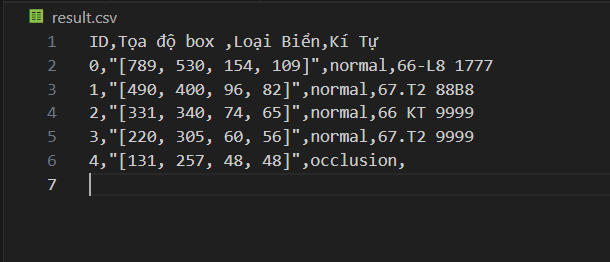 result.csv
1 ID,Tọa độ box ,Loại Biển,Kí Tự
2 0,"[789, 530, 154, 109]",normal,66-L8 1777
3 1,"[490, 400, 96, 82]",normal,67.T2 88B8
4 2,"[331, 340, 74, 65]",normal,66 KT 9999
5 3,"[220, 305, 60, 56]",normal,67.T2 9999
6 4,"[131, 257, 48, 48]",occlusion,
7